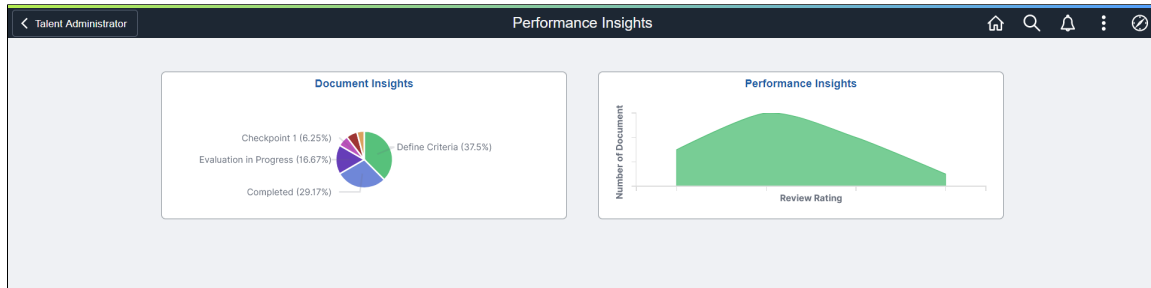 Talent Administrator
Performance Insights
Document Insights
Checkpoint 1 (6.25%)
Define Criteria (37.5%)
Evaluation in Progress (16.67%)
Completed (29.17%)
Performance Insights
Number of Document
Review Rating